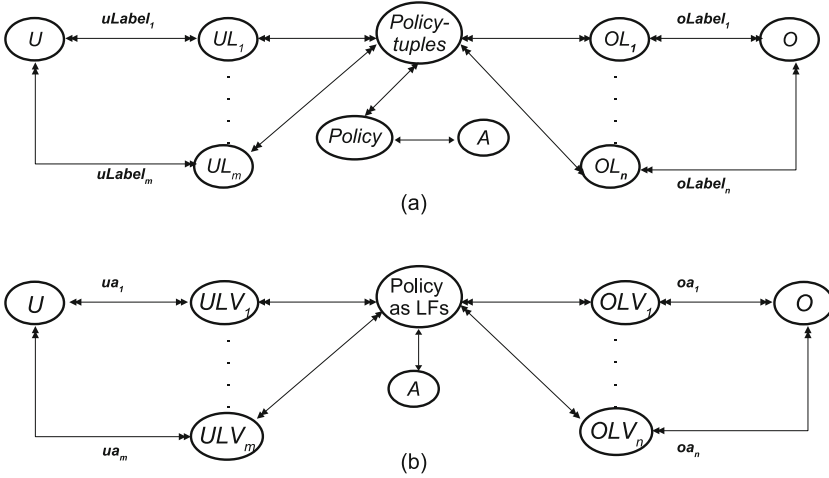 uLabel1
oLabel1
U
UL1
Policy-
tuples
OL1
O
Policy
A
ULm
OLn
uLabelm
oLabeln
(a)
ua1
oa1
U
ULV1
Policy
as LFs
OLV1
O
A
ULVm
OLVn
uam
oan
(b)